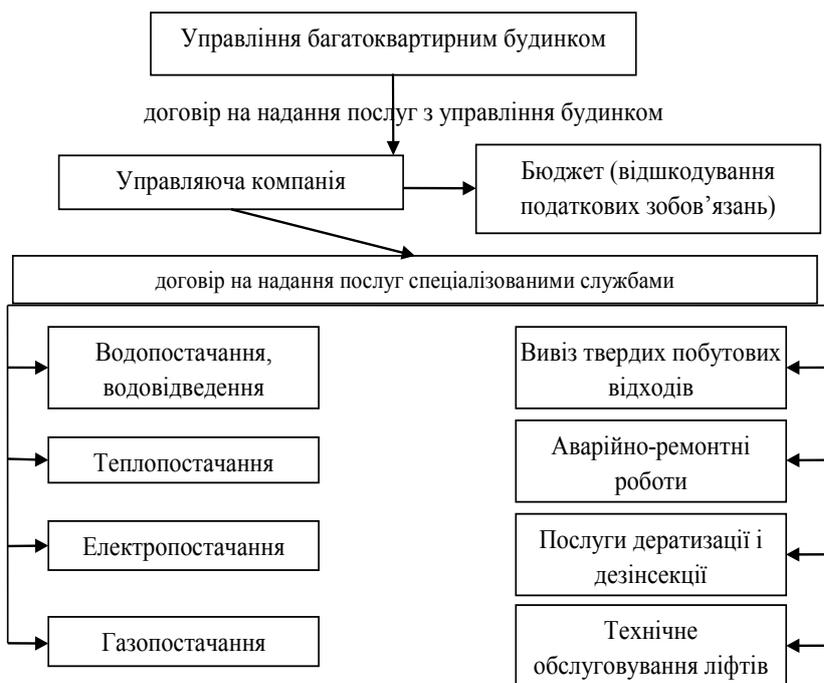 Управління багатоквартирним будинком
договір на надання послуг з управління будинком
Управляюча компанія
Бюджет (відшкодування
податкових зобов’язань)
договір на надання послуг спеціалізованими службами
Водопостачання,
водовідведення
Теплопостачання
Електропостачання
Газопостачання
Вивіз твердих побутових
відходів
Аварійно-ремонтні
роботи
Послуги дератизації і
дезінсекції
Технічне
обслуговування ліфтів